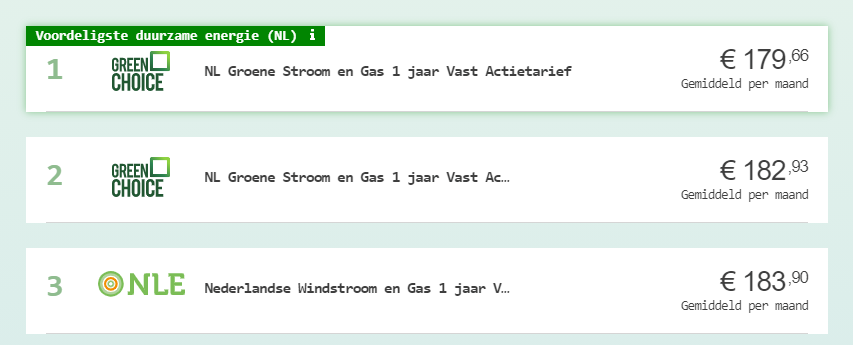 Voordeligste duurzame energie (NL) i
1
GREEN
CHOICE
NL Groene Stroom en Gas 1 jaar Vast Actietarief
€ 179,66
Gemiddeld per maand
2
GREEN
CHOICE
NL Groene Stroom en Gas 1 jaar Vast Ac…
€ 182,93
Gemiddeld per maand
3
NLE
Nederlandse Windstroom en Gas 1 jaar V…
€ 183,90
Gemiddeld per maand